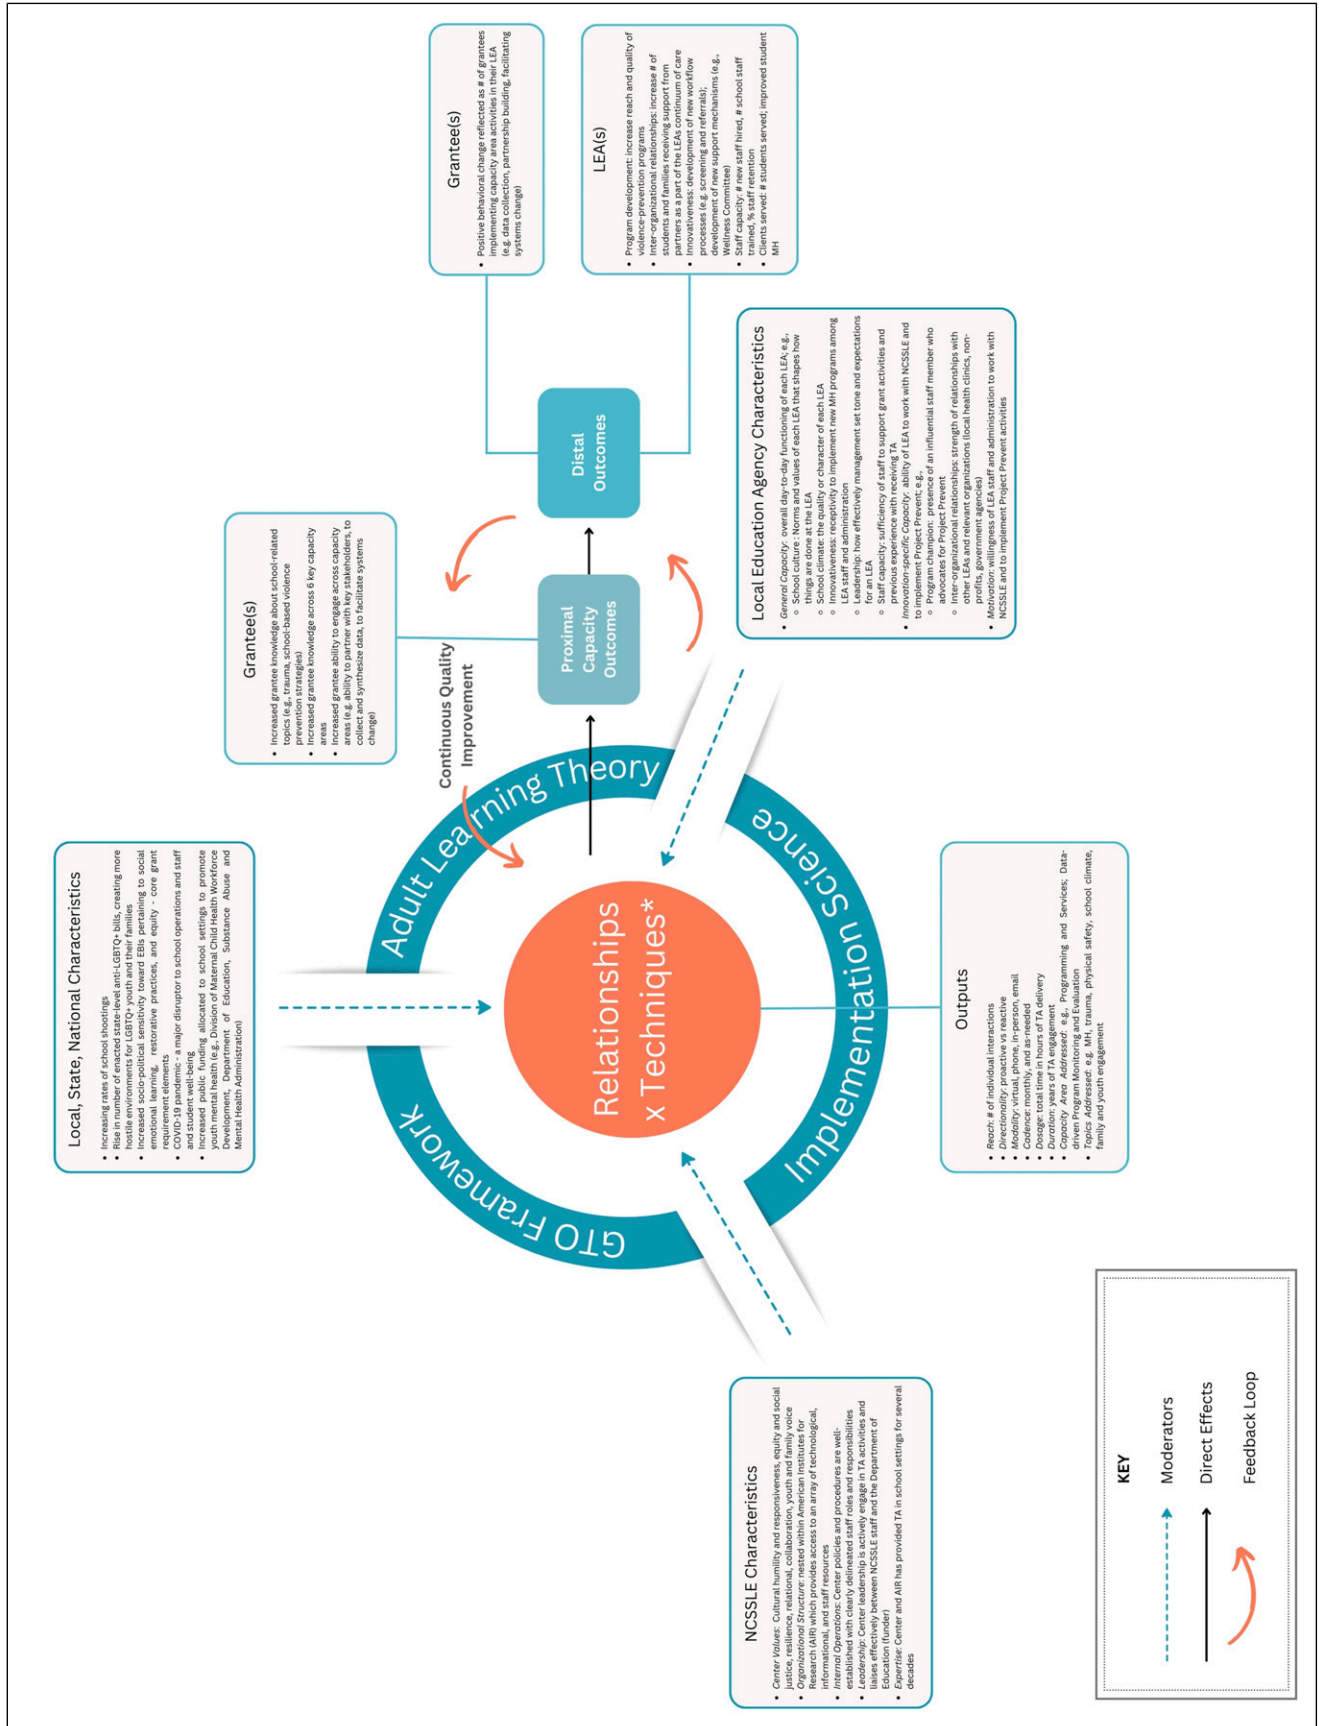 Local, State, National Characteristics
• Increasing rates of school shootings
• Rise in number of enacted state-level anti-LGBTQ+ bills, creating more
hostile environments for LGBTQ+ youth and their families
• Increased socio-political sensitivity toward EBIs pertaining to social
emotional learning, restorative practices, and equity - core grant
requirement elements
• COVID-19 pandemic - a major disruptor to school operations and staff
and student well-being
• Increased public funding allocated to school settings to promote
youth mental health (e.g., Division of Maternal Child Health Workforce
Development, Department of Education, Substance Abuse and
Mental Health Administration)
NCSSLE Characteristics
• Center Values: Cultural humility and responsiveness, equity and social
justice, resilience, relational, collaboration, youth and family voice
• Organizational Structure: nested within American Institutes for
Research (AIR) which provides access to an array of technological,
informational, and staff resources
• Internal Operations: Center policies and procedures are well-
established with clearly delineated staff roles and responsibilities
• Leadership: Center leadership is actively engage in TA activities and
liaises effectively between NCSSLE staff and the Department of
Education (funder)
• Expertise: Center and AIR has provided TA in school settings for several
decades
GTO Framework
Adult Learning Theory
Implementation Science
Relationships
x Techniques*
Continuous Quality
Improvement
Grantee(s)
• Increased grantee knowledge about school-related
topics (e.g., trauma, school-based violence
prevention strategies)
• Increased grantee knowledge across 6 key capacity
areas
• Increased grantee ability to engage across capacity
areas (e.g. ability to partner with key stakeholders, to
collect and synthesize data, to facilitate systems
change)
Proximal
Capacity
Outcomes
Distal
Outcomes
Grantee(s)
• Positive behavioral change reflected as # of grantees
implementing capacity area activities in their LEA
(e.g. data collection, partnership building, facilitating
systems change)
LEA(s)
• Program development: increase reach and quality of
violence-prevention programs
• Inter-organizational relationships: increase # of
students and families receiving support from
partners as a part of the LEAs continuum of care
• Innovativeness: development of new workflow
processes (e.g. screening and referrals);
development of new support mechanisms (e.g.,
Wellness Committee)
• Staff capacity: # new staff hired, # school staff
trained, % staff retention
• Clients served: # students served; improved student
MH
Local Education Agency Characteristics
• General Capacity: overall day-to-day functioning of each LEA; e.g.,
○ School culture : Norms and values of each LEA that shapes how
things are done at the LEA
○ School climate: the quality or character of each LEA
○ Innovativeness: receptivity to implement new MH programs among
LEA staff and administration
○ Leadership: how effectively management set tone and expectations
for an LEA
○ Staff capacity: sufficiency of staff to support grant activities and
previous experience with receiving TA
• Innovation-specific Capacity: ability of LEA to work with NCSSLE and
to implement Project Prevent; e.g.,
○ Program champion: presence of an influential staff member who
advocates for Project Prevent
○ Inter-organizational relationships: strength of relationships with
other LEAs and relevant organizations (local health clinics, non-
profits, government agencies)
• Motivation: willingness of LEA staff and administration to work with
NCSSLE and to implement Project Prevent activities
Outputs
• Reach: # of individual interactions
• Directionality: proactive vs reactive
• Modality: virtual, phone, in-person, email
• Cadence: monthly, and as-needed
• Dosage: total time in hours of TA delivery
• Duration: years of TA engagement
• Capacity Area Addressed: e.g., Programming and Services; Data-
driven Program Monitoring and Evaluation
• Topics Addressed: e.g. MH, trauma, physical safety, school climate,
family and youth engagement
KEY
Moderators
Direct Effects
Feedback Loop